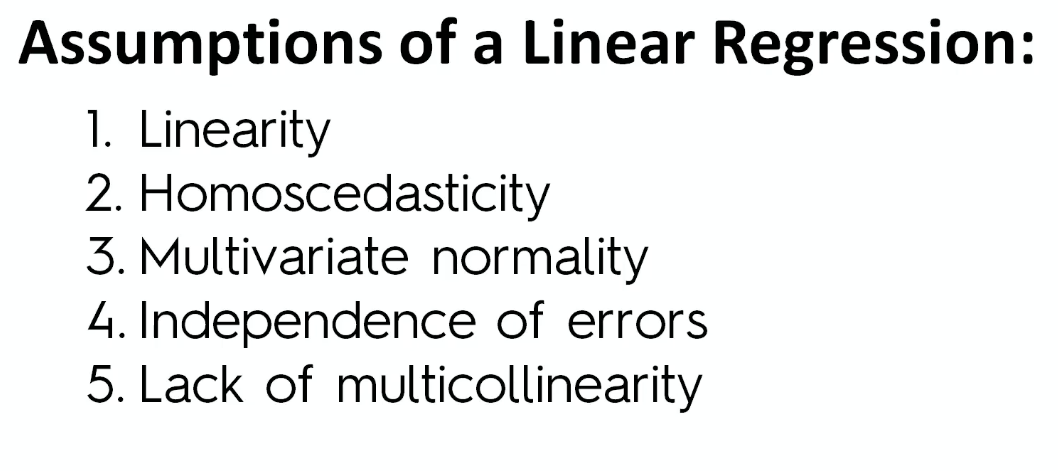 Assumptions of a Linear Regression:
1. Linearity
2. Homoscedasticity
3. Multivariate normality
4. Independence of errors
5. Lack of multicollinearity